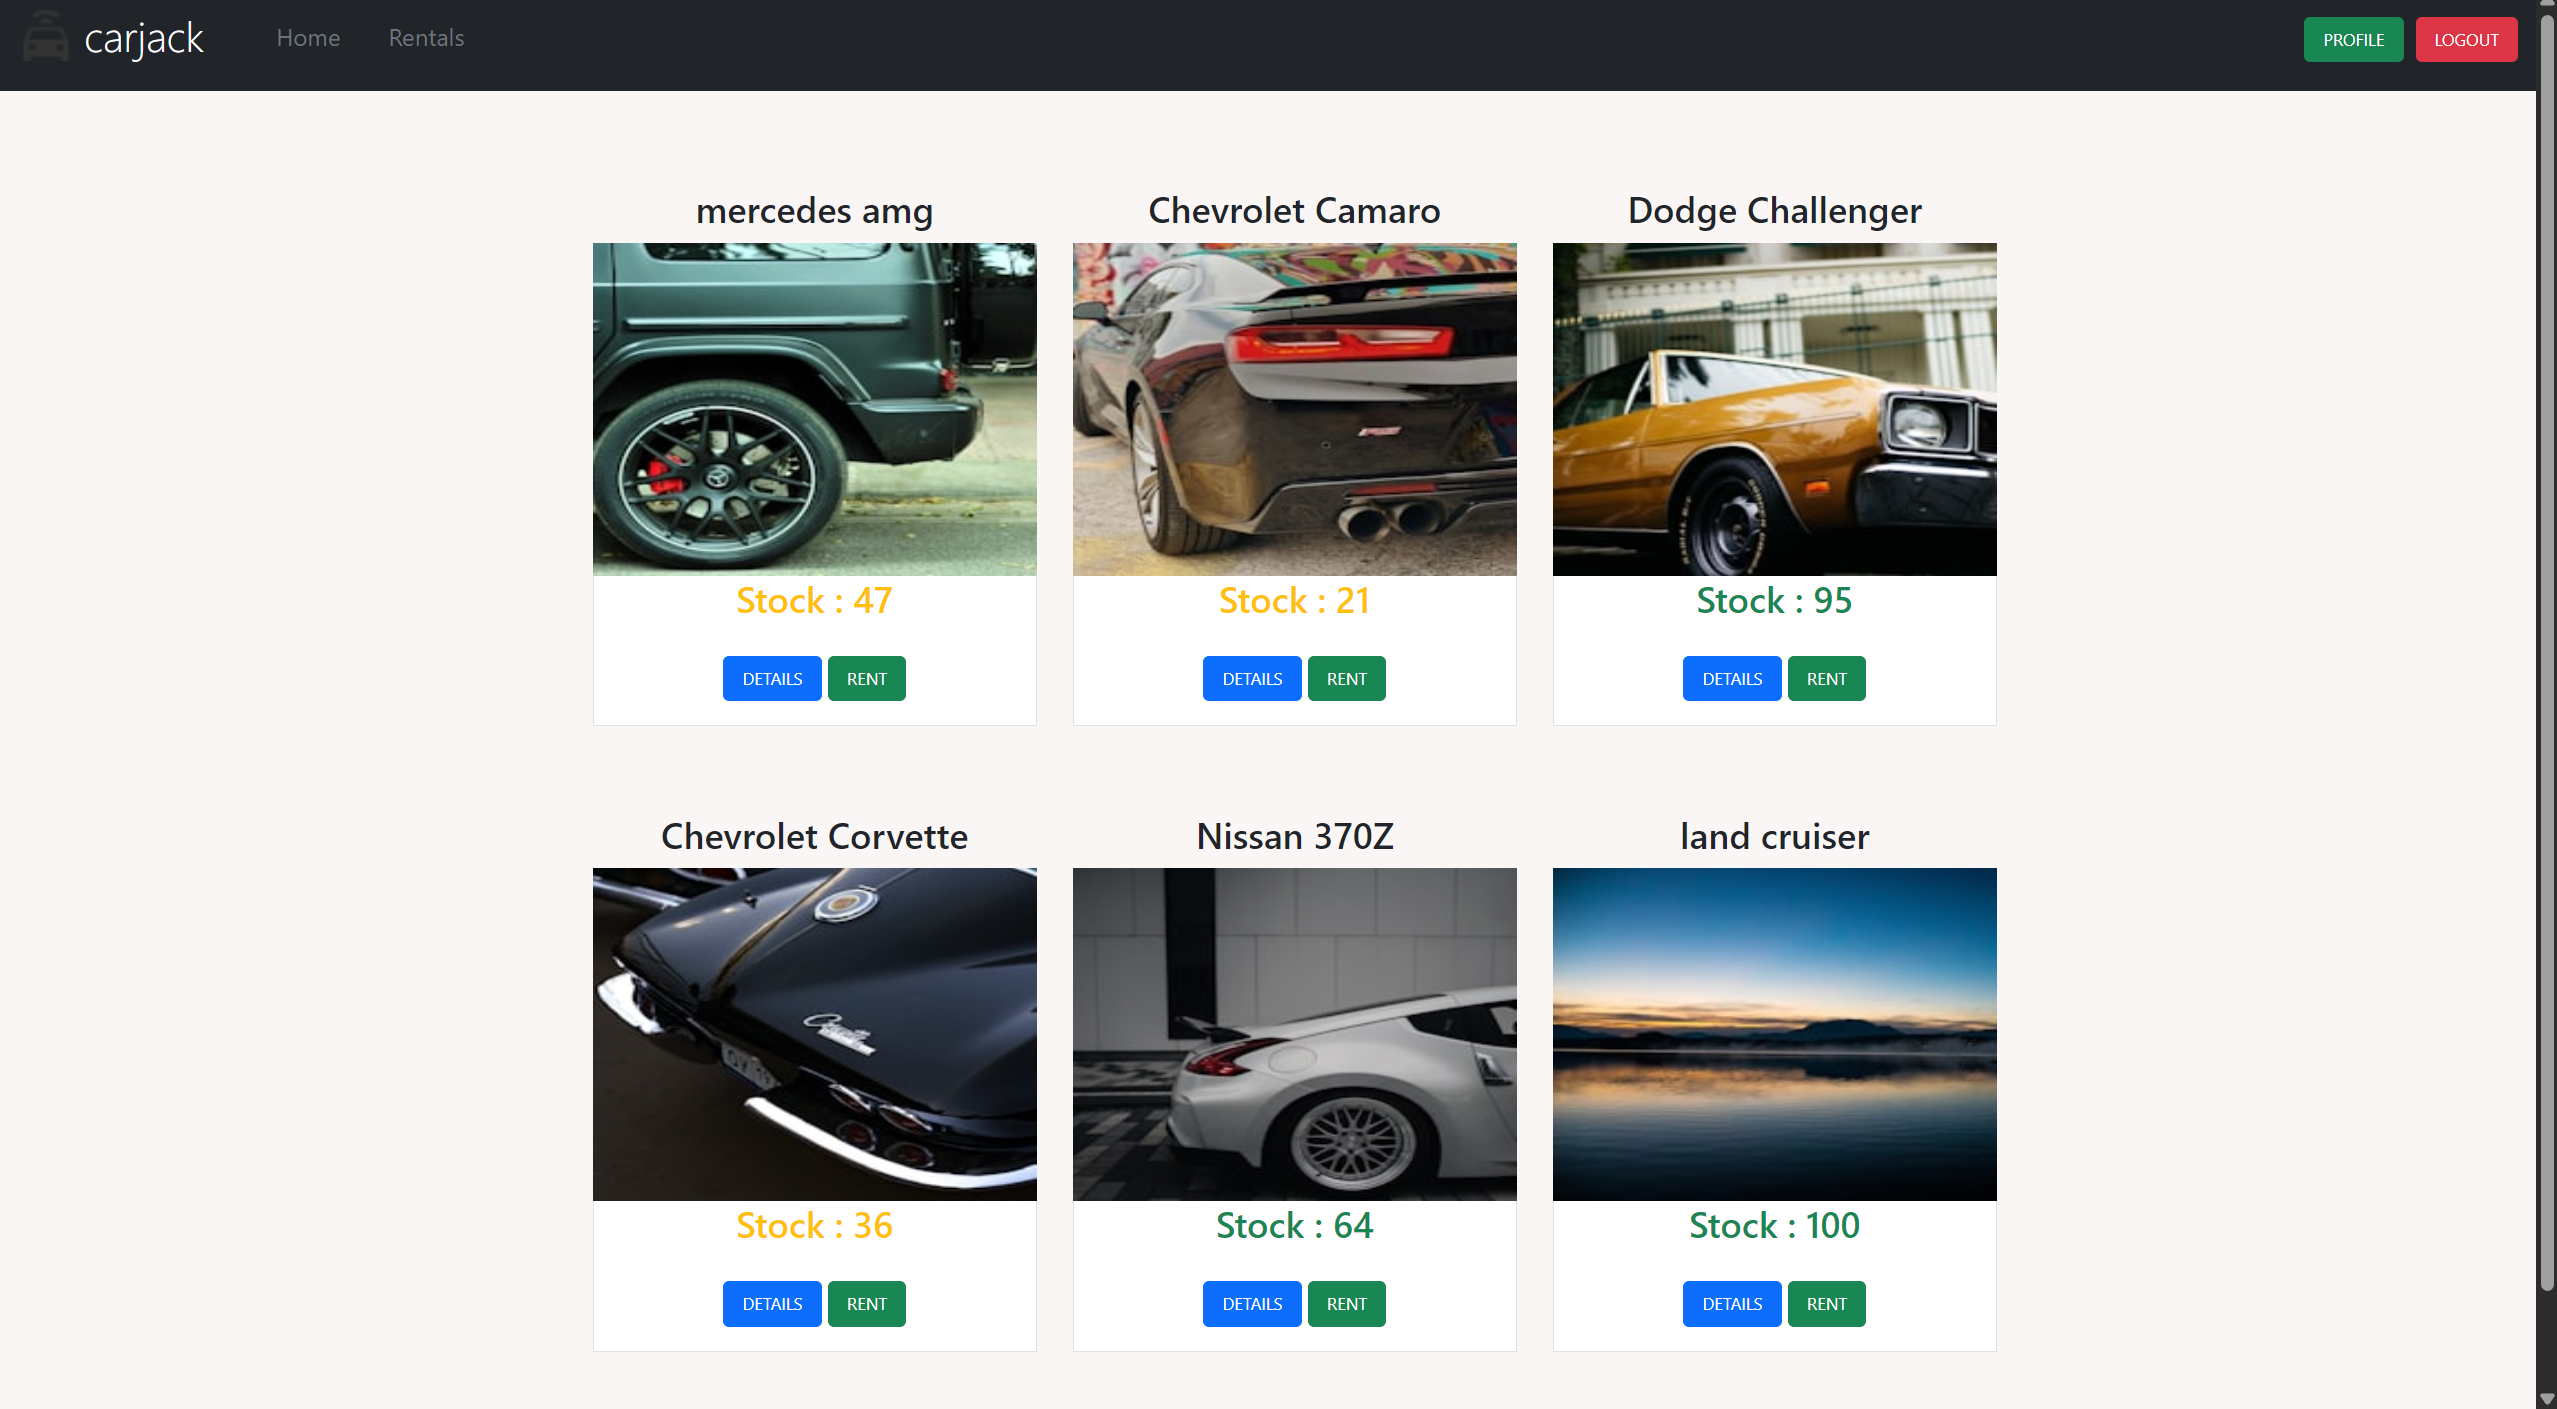 carjack
Home
Rentals
PROFILE
LOGOUT
mercedes amg
Chevrolet Camaro
Dodge Challenger
Stock : 47
Stock : 21
Stock : 95
DETAILS RENT
DETAILS RENT
DETAILS RENT
Chevrolet Corvette
Nissan 370Z
land cruiser
Stock : 36
Stock : 64
Stock : 100
DETAILS RENT
DETAILS RENT
DETAILS RENT